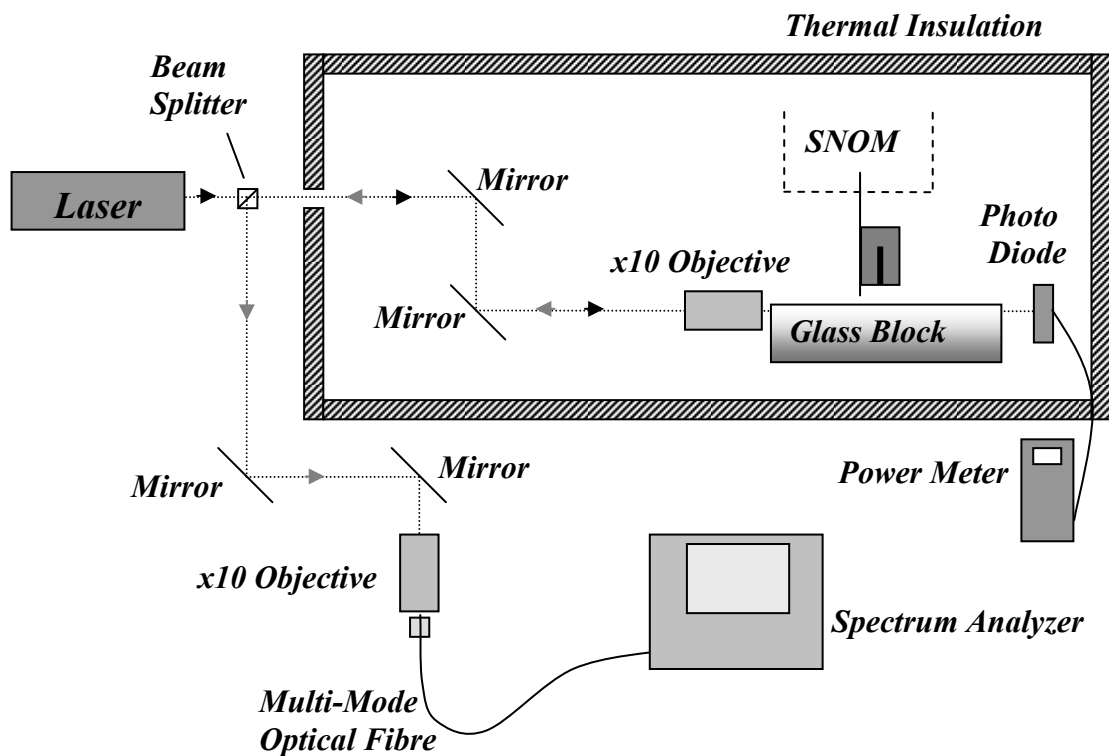 Thermal Insulation
Beam
Splitter
SNOM
Mirror
Laser
Photo
Diode
x10 Objective
Mirror
Glass Block
Mirror
Mirror
Power Meter
x10 Objective
Spectrum Analyzer
Multi-Mode
Optical Fibre